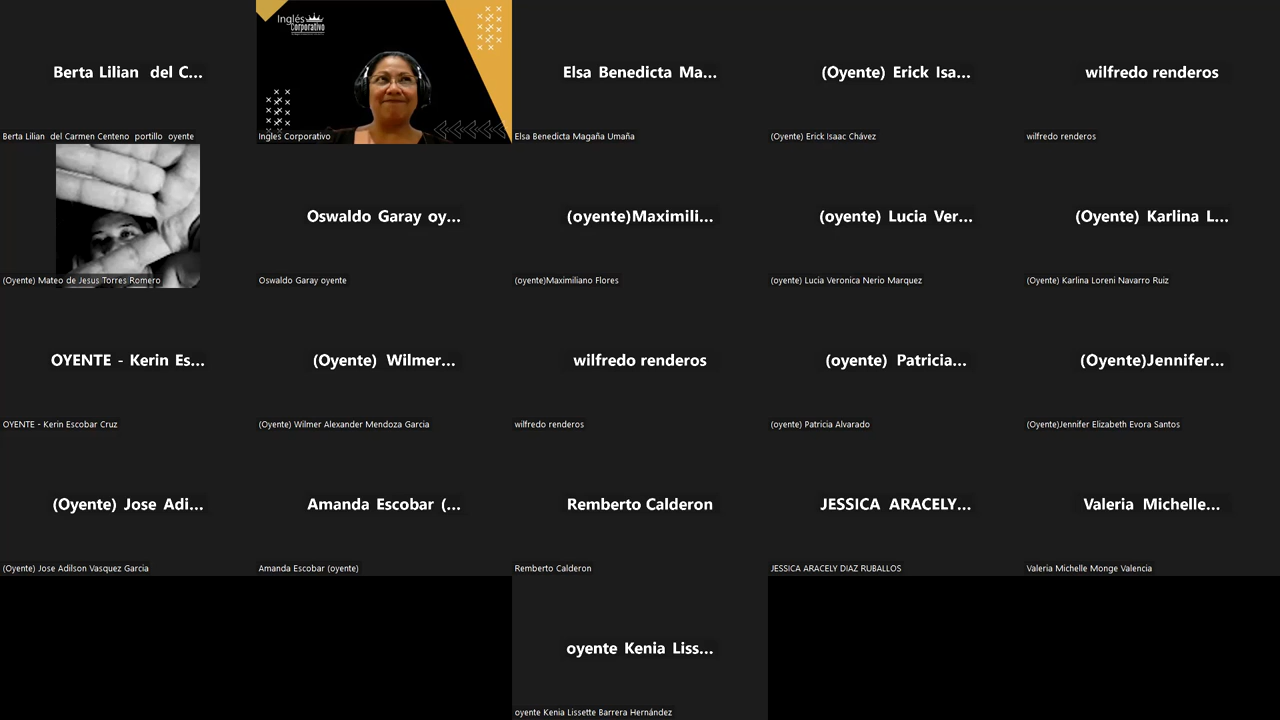 Berta Lilian del C...
Berta Lilian del Carmen Centeno portillo oyente
Inglés
Corporativo
Ingles Corporativo
Elsa Benedicta Ma...
Elsa Benedicta Magaña Umaña
(Oyente) Erick Isa...
(Oyente) Erick Isaac Chávez
wilfredo renderos
wilfredo renderos
(Oyente) Mateo de Jesus Torres Romero
Oswaldo Garay oy...
Oswaldo Garay oyente
(oyente)Maximili...
(oyente)Maximiliano Flores
(oyente) Lucia Ver...
(oyente) Lucia Veronica Nerio Marquez
(Oyente) Karlina L...
(Oyente) Karlina Loreni Navarro Ruiz
OYENTE - Kerin Es...
OYENTE - Kerin Escobar Cruz
(Oyente) Wilmer...
(Oyente) Wilmer Alexander Mendoza Garcia
wilfredo renderos
wilfredo renderos
(oyente) Patricia...
(oyente) Patricia Alvarado
(Oyente)Jennifer...
(Oyente)Jennifer Elizabeth Evora Santos
(Oyente) Jose Adi...
(Oyente) Jose Adilson Vasquez Garcia
Amanda Escobar (...
Amanda Escobar (oyente)
Remberto Calderon
Remberto Calderon
JESSICA ARACELY...
JESSICA ARACELY DIAZ RUBALLOS
Valeria Michelle...
Valeria Michelle Monge Valencia
oyente Kenia Liss...
oyente Kenia Lissette Barrera Hernández